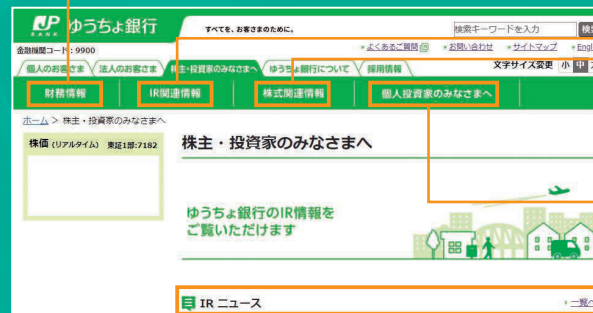 JP BANK ゆうちょ銀行
すべてを、お客さまのために。
検索キーワードを入力
金融機関コード：9900
よくあるご質問 お問い合わせ サイトマップ Engl
個人のお客さま 法人のお客さま 株主・投資家のみなさまへ ゆうちょ銀行について 採用情報 文字サイズ変更 小 中
財務情報 IR関連情報 株式関連情報 個人投資家のみなさまへ
ホーム > 株主・投資家のみなさまへ
株価 (リアルタイム) 東証1部:7182
株主・投資家のみなさまへ
ゆうちょ銀行のIR情報を
ご覧いただけます
IR ニュース
一覧へ